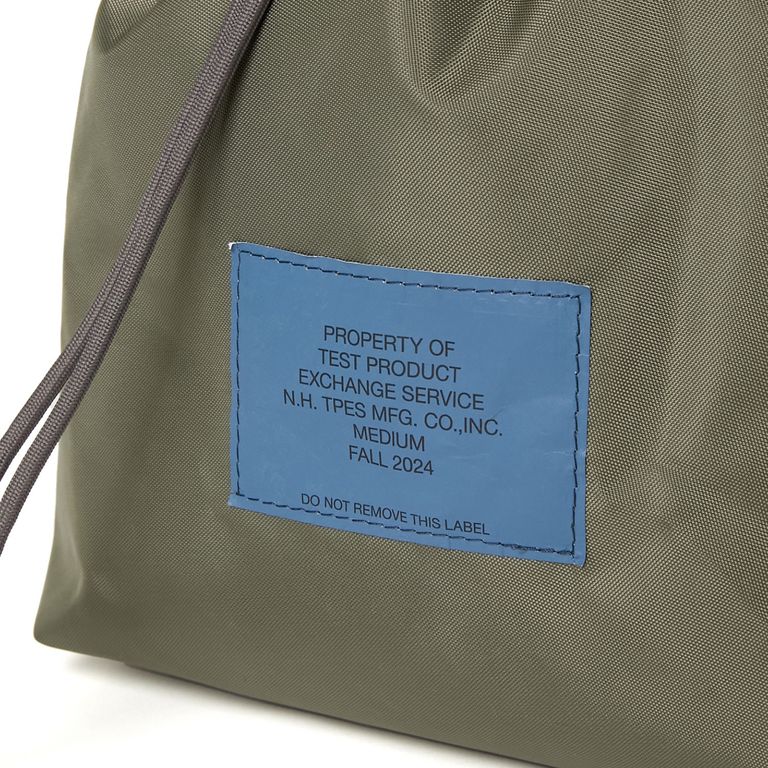 PROPERTY OF
TEST PRODUCT
EXCHANGE SERVICE
N.H. TPES MFG. CO.,INC.
MEDIUM
FALL 2024
DO NOT REMOVE THIS LABEL